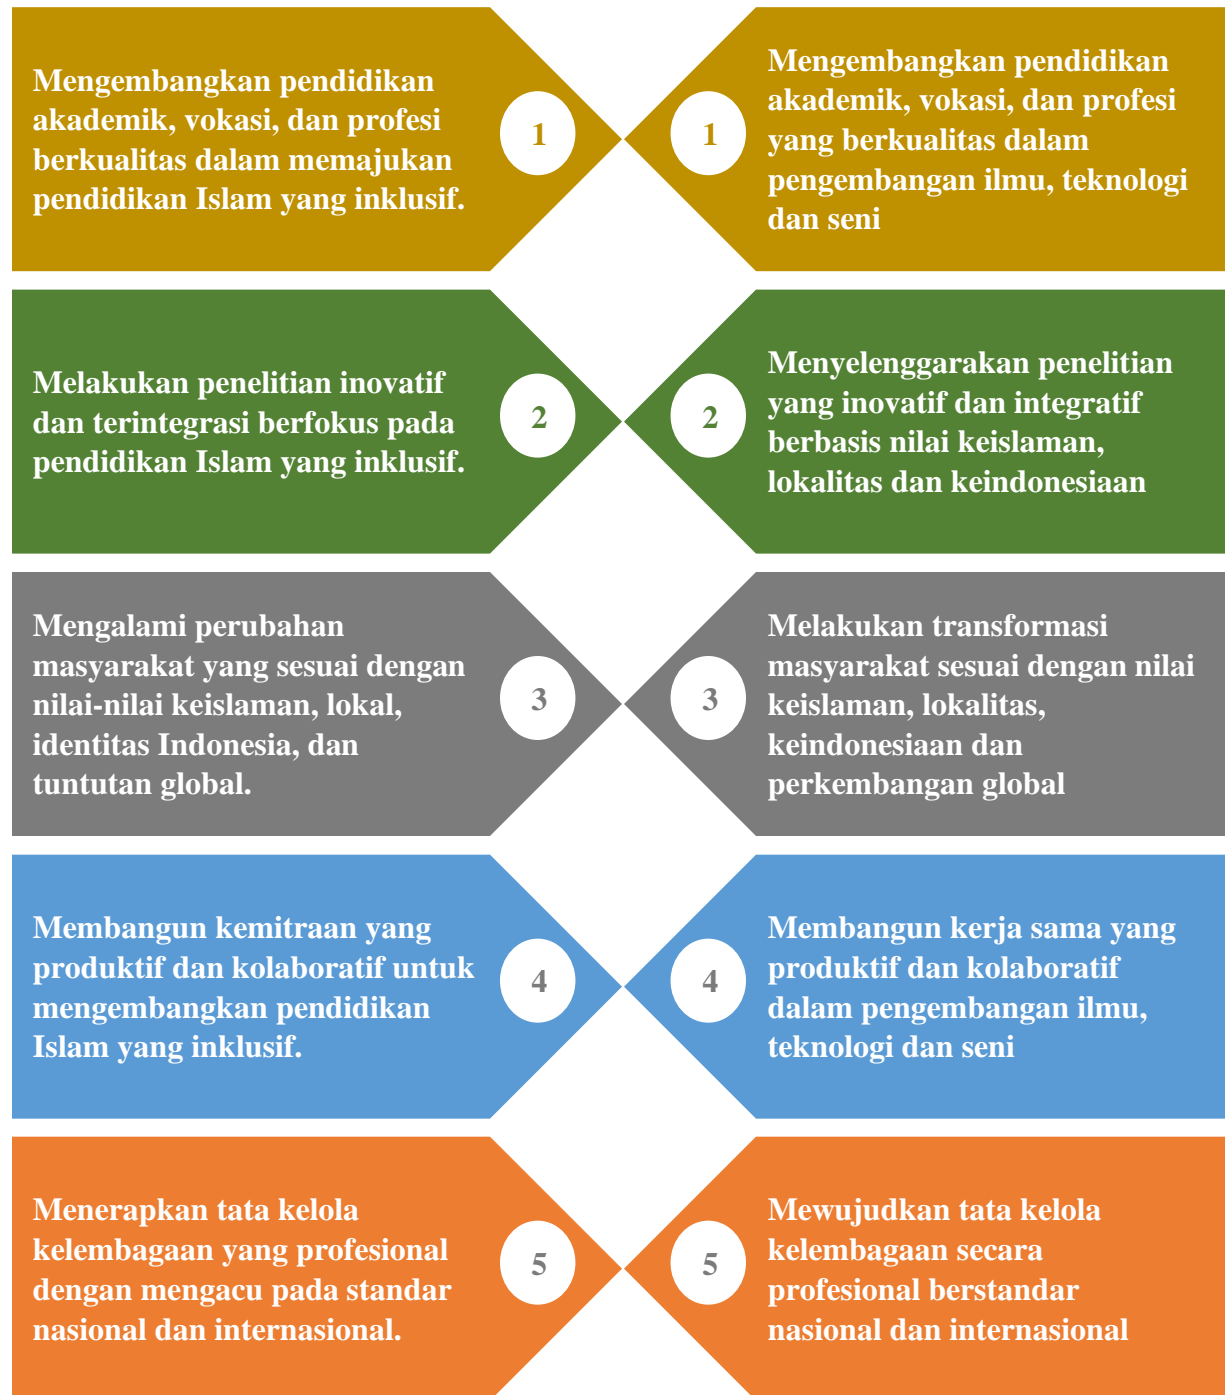 Mengembangkan pendidikan
akademik, vokasi, dan profesi
berkualitas dalam memajukan
pendidikan Islam yang inklusif.
1
1
Mengembangkan pendidikan
akademik, vokasi, dan profesi
yang berkualitas dalam
pengembangan ilmu, teknologi
dan seni
Melakukan penelitian inovatif
dan terintegrasi berfokus pada
pendidikan Islam yang inklusif.
2
2
Menyelenggarakan penelitian
yang inovatif dan integratif
berbasis nilai keislaman,
lokalitas dan keindonesiaan
Mengalami perubahan
masyarakat yang sesuai dengan
nilai-nilai keislaman, lokal,
identitas Indonesia, dan
tuntutan global.
3
3
Melakukan transformasi
masyarakat sesuai dengan nilai
keislaman, lokalitas,
keindonesiaan dan
perkembangan global
Membangun kemitraan yang
produktif dan kolaboratif untuk
mengembangkan pendidikan
Islam yang inklusif.
4
4
Membangun kerja sama yang
produktif dan kolaboratif
dalam pengembangan ilmu,
teknologi dan seni
Menerapkan tata kelola
kelembagaan yang profesional
dengan mengacu pada standar
nasional dan internasional.
5
5
Mewujudkan tata kelola
kelembagaan secara
profesional berstandar
nasional dan internasional